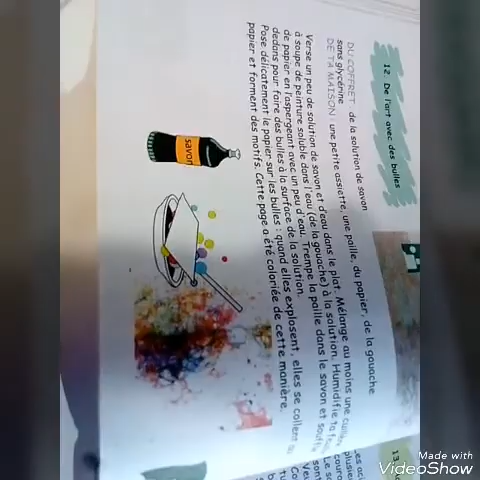 12. De l'art avec des bulles
DU COFFRET : de la solution de savon
sans glycérine
DE TA MAISON : une petite assiette, une paille, du papier, de la gouache
Verse un peu de solution de savon et d'eau dans le plat. Mélange au moins une
à soupe de peinture soluble dans l'eau (de la gouache) à la solution. Humidifie ta
de papier en l'aspergeant avec un peu d'eau. Trempe la paille dans le savon et souffle
dedans pour faire des bulles à la surface de la solution.
Pose délicatement le papier sur les bulles : quand elles explosent, elles se collent
papier et forment des motifs. Cette page a été coloriée de cette manière.
savon
13.
Made with
VideoShow